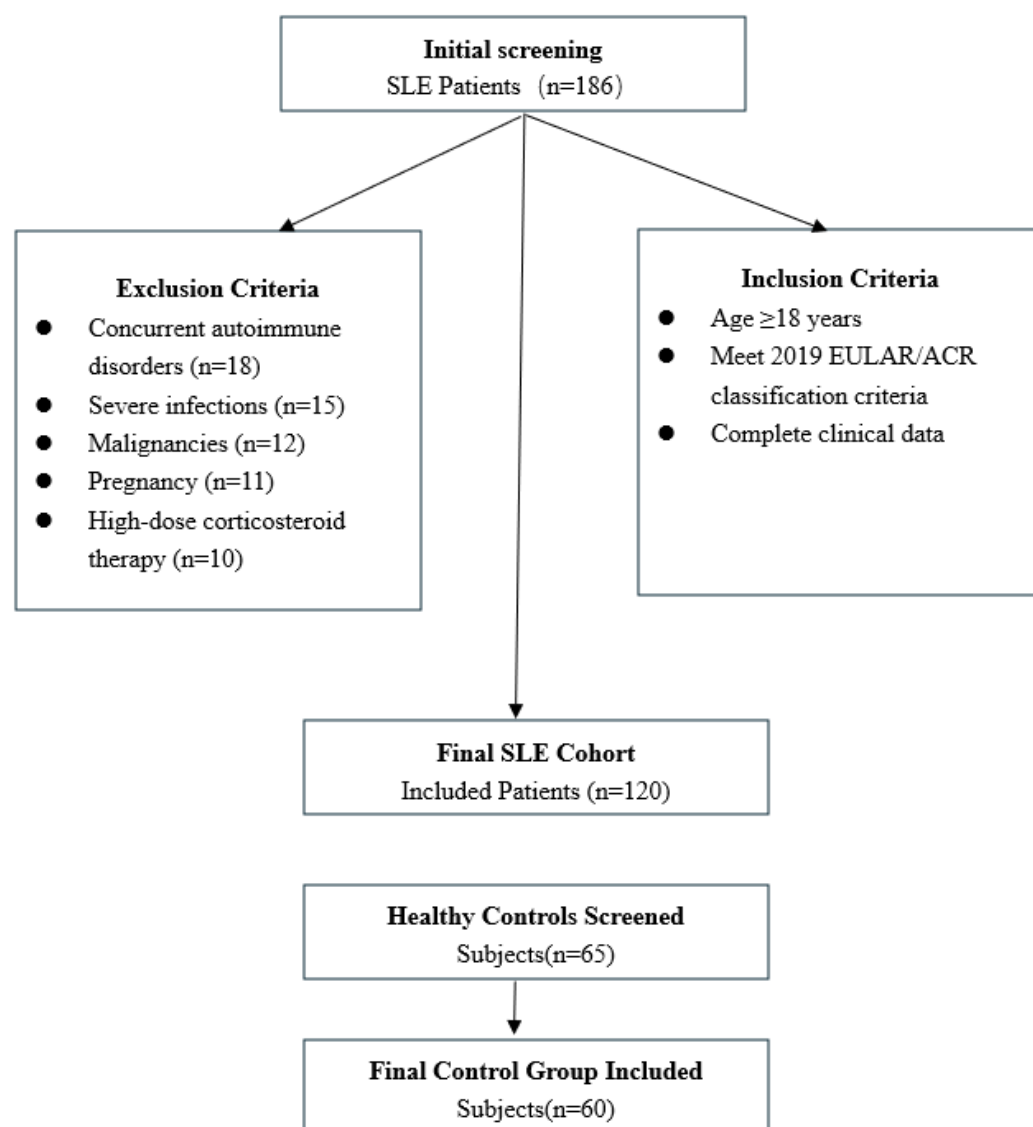 Initial screening
SLE Patients （n=186）
Exclusion Criteria
● Concurrent autoimmune
disorders (n=18)
● Severe infections (n=15)
● Malignancies (n=12)
● Pregnancy (n=11)
● High-dose corticosteroid
therapy (n=10)
Inclusion Criteria
● Age ≥18 years
● Meet 2019 EULAR/ACR
classification criteria
● Complete clinical data
Final SLE Cohort
Included Patients (n=120)
Healthy Controls Screened
Subjects(n=65)
Final Control Group Included
Subjects(n=60)